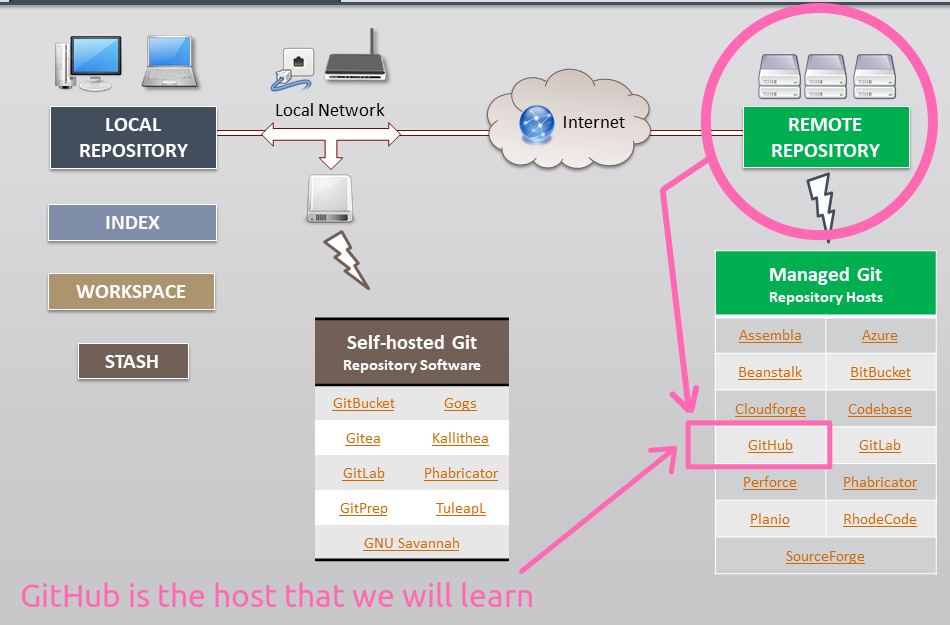 Local Network
Internet
LOCAL
REPOSITORY
REMOTE
REPOSITORY
INDEX
WORKSPACE
STASH
Self-hosted Git
Repository Software
GitBucket Gogs
Gitea Kallithea
GitLab Phabricator
GitPrep TuleapL
GNU Savannah
Managed Git
Repository Hosts
Assembla Azure
Beanstalk BitBucket
Cloudforge Codebase
GitHub GitLab
Perforce Phabricator
Planio RhodeCode
SourceForge
GitHub is the host that we will learn